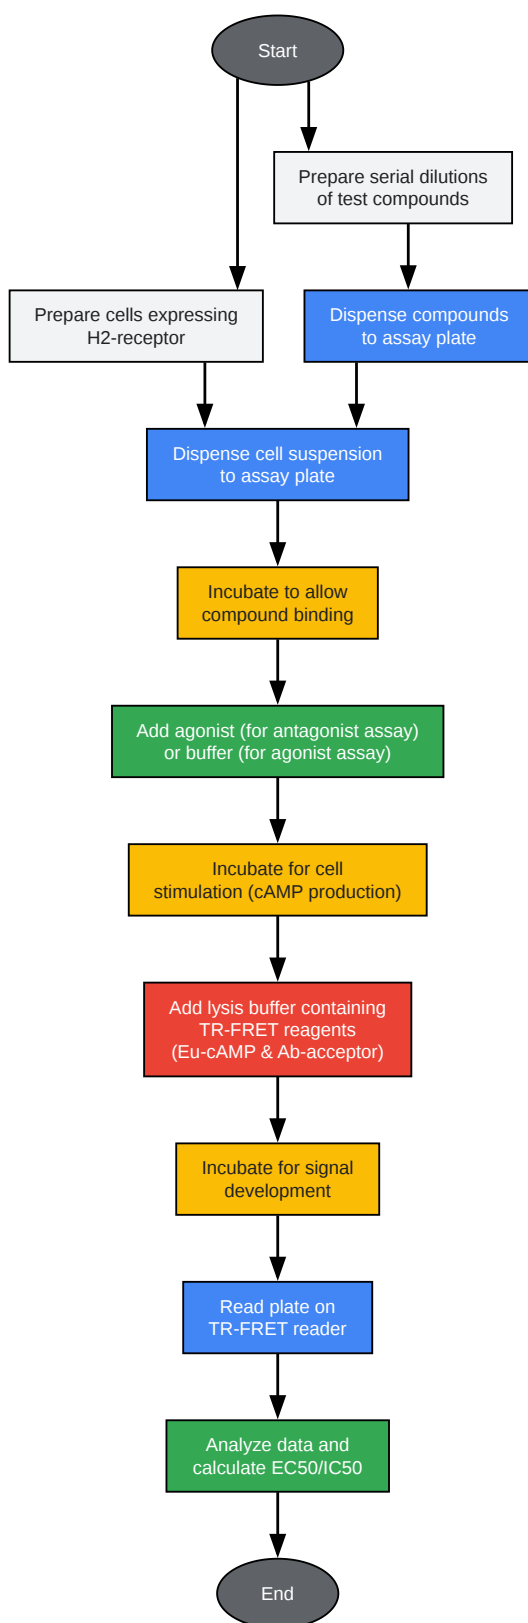 Start
Prepare serial dilutions
of test compounds
Prepare cells expressing
H2-receptor
Dispense compounds
to assay plate
Dispense cell suspension
to assay plate
Incubate to allow
compound binding
Add agonist (for antagonist assay)
or buffer (for agonist assay)
Incubate for cell
stimulation (cAMP production)
Add lysis buffer containing
TR-FRET reagents
(Eu-cAMP & Ab-acceptor)
Incubate for signal
development
Read plate on
TR-FRET reader
Analyze data and
calculate EC50/IC50
End